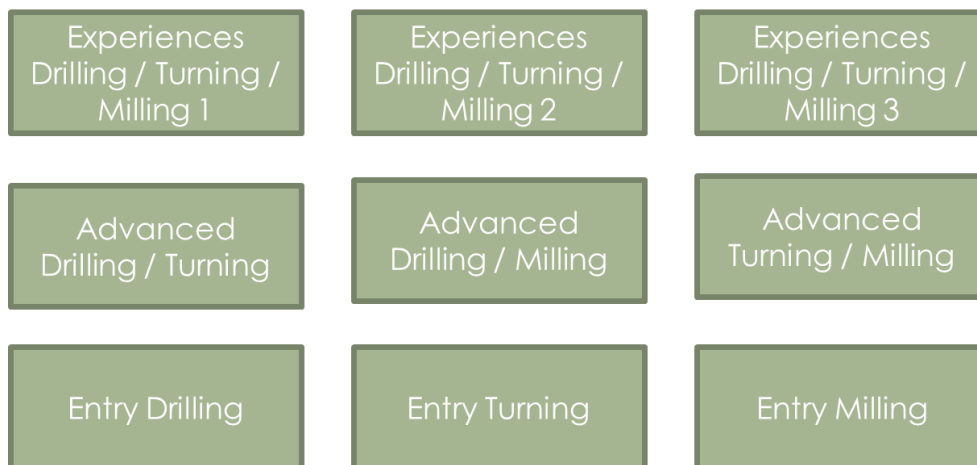 Experiences
Drilling / Turning /
Milling 1
Experiences
Drilling / Turning /
Milling 2
Experiences
Drilling / Turning /
Milling 3
Advanced
Drilling / Turning
Advanced
Drilling / Milling
Advanced
Turning / Milling
Entry Drilling
Entry Turning
Entry Milling